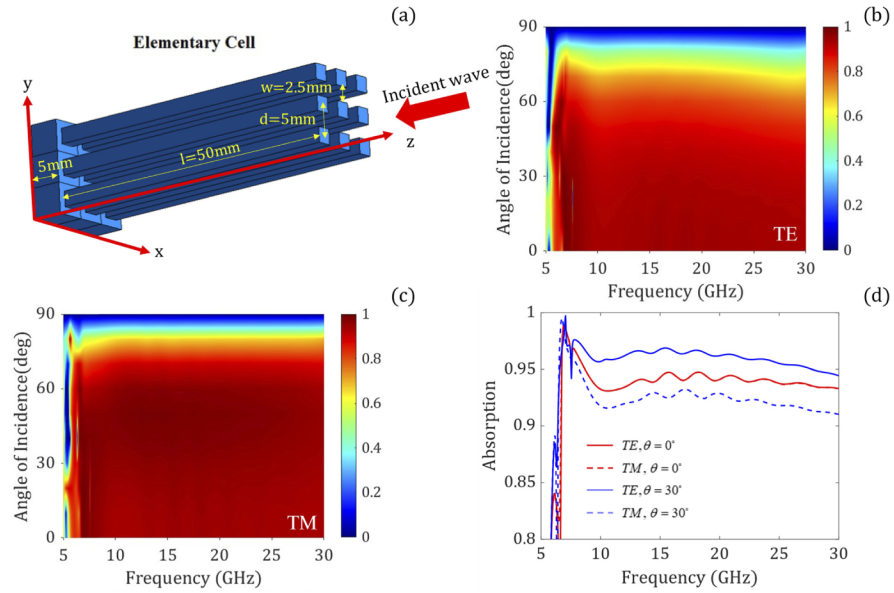 (a)
Elementary Cell
y
w=2.5mm
Incident wave
d=5mm
z
l=50mm
5mm
x
(b)
90
60
30
0
Angle of Incidence(deg)
TE
5 10 15 20 25 30
Frequency (GHz)
1
0.8
0.6
0.4
0.2
0
(c)
90
60
30
0
Angle of Incidence(deg)
TM
5 10 15 20 25 30
Frequency (GHz)
1
0.8
0.6
0.4
0.2
0
(d)
1
0.95
0.9
0.85
0.8
Absorption
TE, θ = 0°
TM, θ = 0°
TE, θ = 30°
TM, θ = 30°
5 10 15 20 25 30
Frequency (GHz)